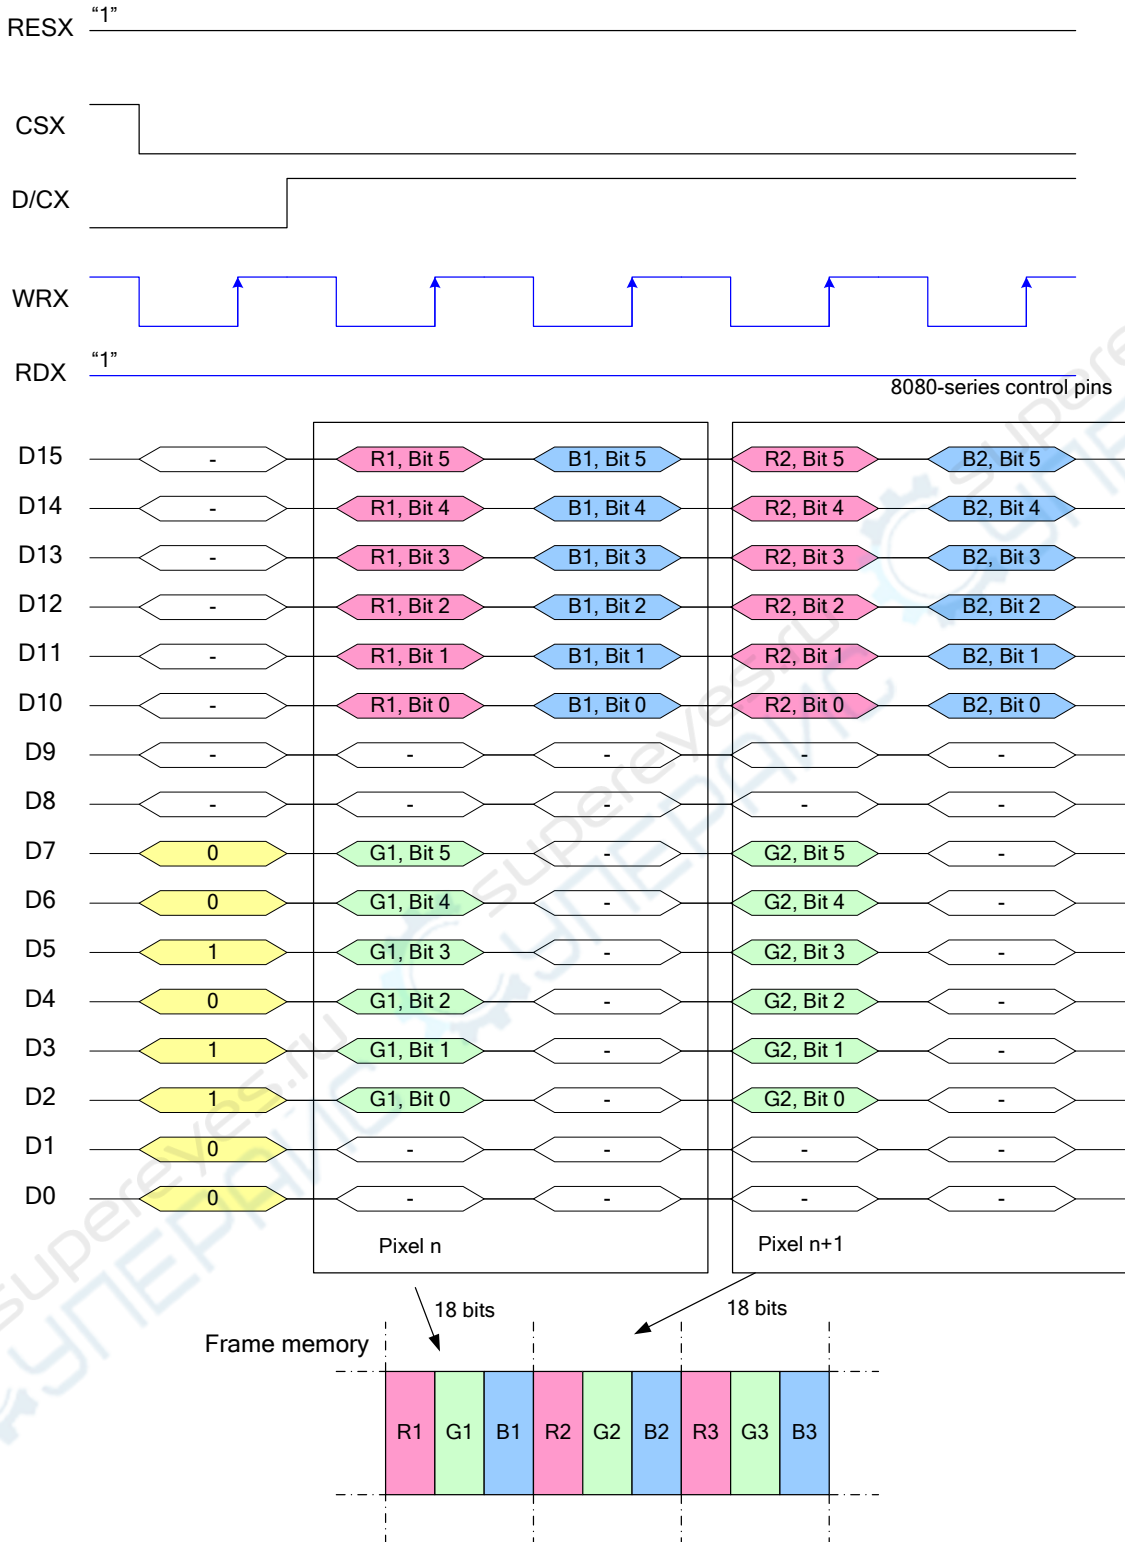 RESX "1"
CSX
D/CX
WRX
RDX "1"
8080-series control pins
D15 - R1, Bit 5 B1, Bit 5 R2, Bit 5 B2, Bit 5
D14 - R1, Bit 4 B1, Bit 4 R2, Bit 4 B2, Bit 4
D13 - R1, Bit 3 B1, Bit 3 R2, Bit 3 B2, Bit 3
D12 - R1, Bit 2 B1, Bit 2 R2, Bit 2 B2, Bit 2
D11 - R1, Bit 1 B1, Bit 1 R2, Bit 1 B2, Bit 1
D10 - R1, Bit 0 B1, Bit 0 R2, Bit 0 B2, Bit 0
D9 - - - - -
D8 - - - - -
D7 0 G1, Bit 5 - G2, Bit 5 -
D6 0 G1, Bit 4 - G2, Bit 4 -
D5 1 G1, Bit 3 - G2, Bit 3 -
D4 0 G1, Bit 2 - G2, Bit 2 -
D3 1 G1, Bit 1 - G2, Bit 1 -
D2 1 G1, Bit 0 - G2, Bit 0 -
D1 0 - - - -
D0 0 - - - -
Pixel n Pixel n+1
18 bits 18 bits
Frame memory
R1 G1 B1 R2 G2 B2 R3 G3 B3
supereyes.ru
СУПЕРАЙС